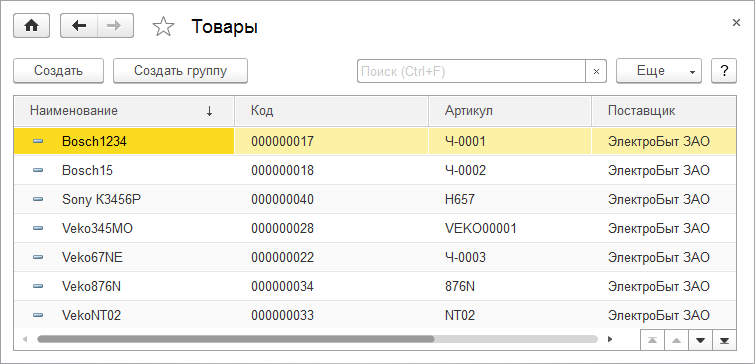 Товары
Создать Создать группу Поиск (Ctrl+F) × Еще ?
Наименование ↓ Код Артикул Поставщик
Bosch1234 000000017 Ч-0001 ЭлектроБыт ЗАО
Bosch15 000000018 Ч-0002 ЭлектроБыт ЗАО
Sony К3456Р 000000040 Н657 ЭлектроБыт ЗАО
Veko345MO 000000028 VEKO00001 ЭлектроБыт ЗАО
Veko67NE 000000022 Ч-0003 ЭлектроБыт ЗАО
Veko876N 000000034 876N ЭлектроБыт ЗАО
VekoNT02 000000033 NT02 ЭлектроБыт ЗАО